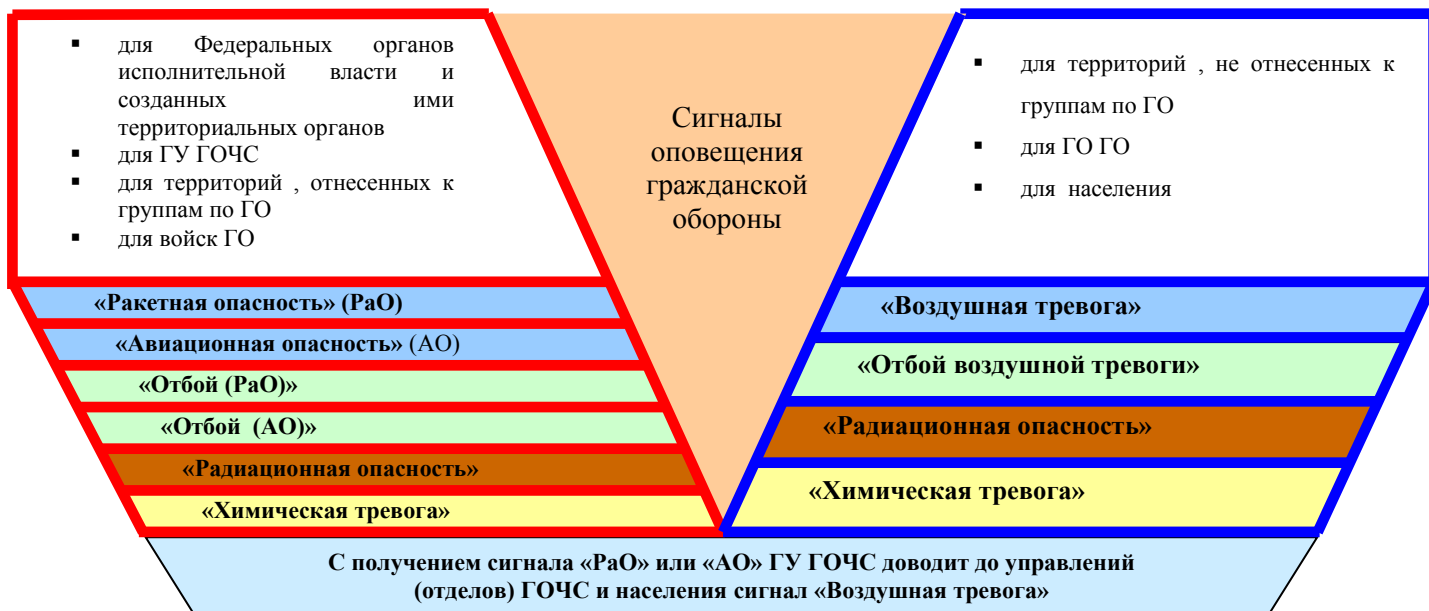 ▪ для Федеральных органов
исполнительной власти и
созданных ими
территориальных органов
▪ для ГУ ГОЧС
▪ для территорий , отнесенных к
группам по ГО
▪ для войск ГО
Сигналы
оповещения
гражданской
обороны
▪ для территорий , не отнесенных к
группам по ГО
▪ для ГО ГО
▪ для населения
«Ракетная опасность» (РаО)
«Авиационная опасность» (АО)
«Отбой (РаО)»
«Отбой (АО)»
«Радиационная опасность»
«Химическая тревога»
«Воздушная тревога»
«Отбой воздушной тревоги»
«Радиационная опасность»
«Химическая тревога»
С получением сигнала «РаО» или «АО» ГУ ГОЧС доводит до управлений
(отделов) ГОЧС и населения сигнал «Воздушная тревога»